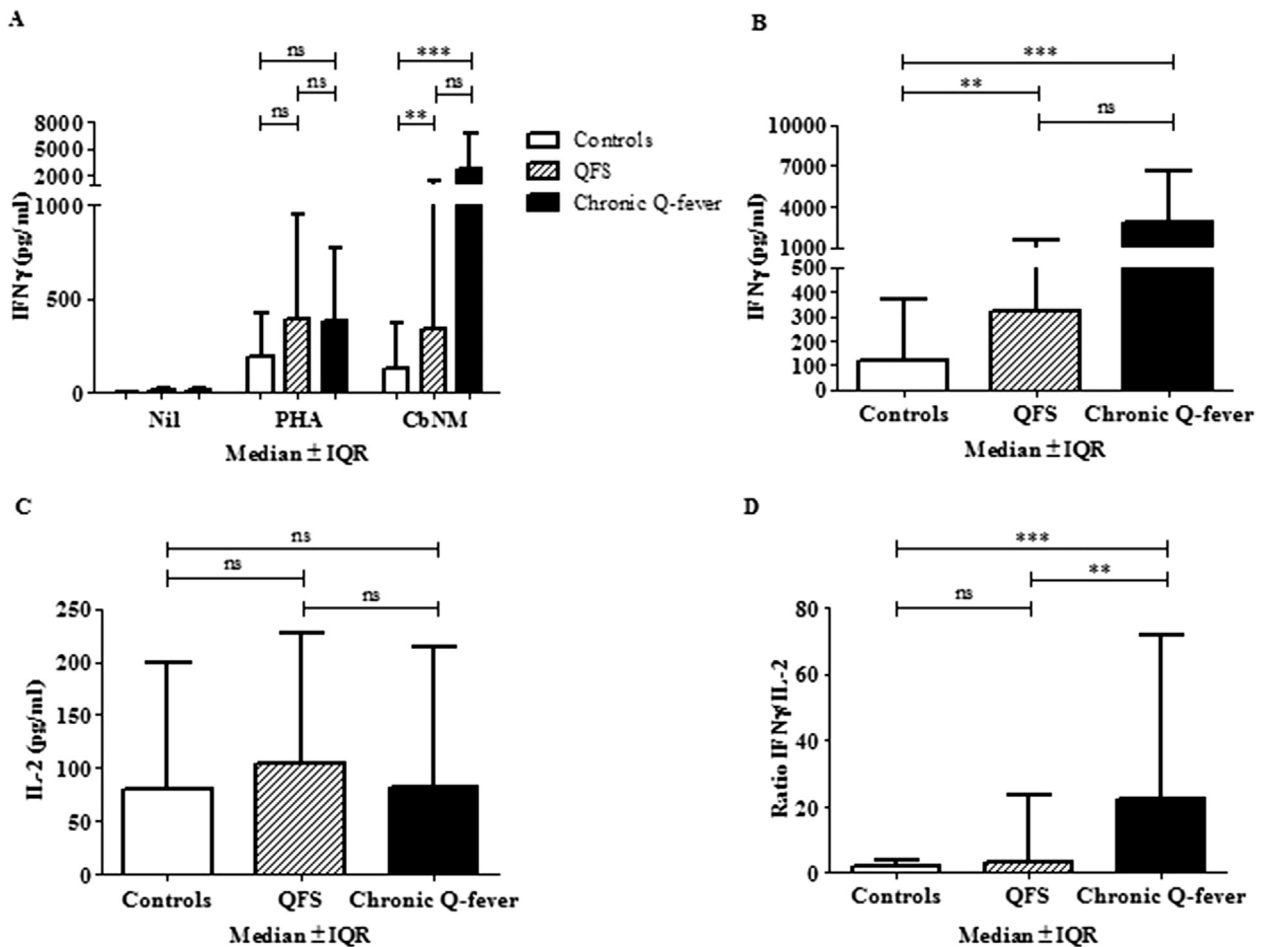 A
ns
***
ns
ns
ns
**
8000
5000
2000
1000
500
0
IFNγ (pg/ml)
Nil
PHA
CbNM
Median ± IQR
Controls
QFS
Chronic Q-fever
B
***
**
ns
10000
7000
4000
1000
500
400
300
200
100
0
IFNγ (pg/ml)
Controls
QFS
Chronic Q-fever
Median ± IQR
C
ns
ns
ns
250
200
150
100
50
0
IL-2 (pg/ml)
Controls
QFS
Chronic Q-fever
Median ± IQR
D
***
**
ns
80
60
40
20
0
Ratio IFNγ/IL-2
Controls
QFS
Chronic Q-fever
Median ± IQR